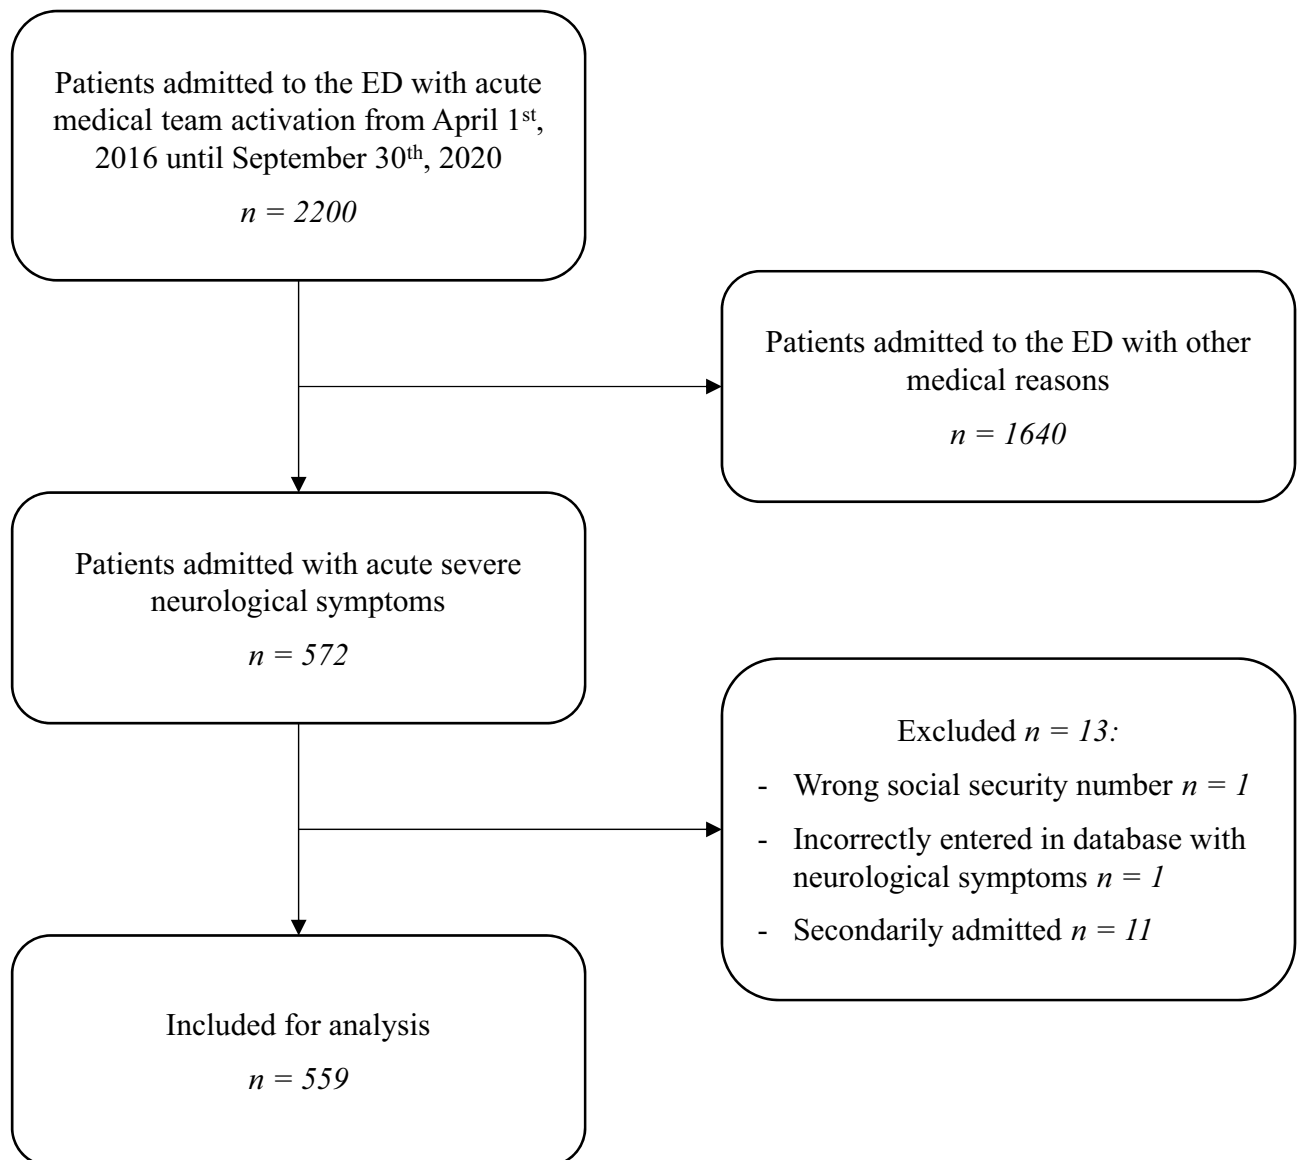 Patients admitted to the ED with acute
medical team activation from April 1st,
2016 until September 30th, 2020
n = 2200
Patients admitted to the ED with other
medical reasons
n = 1640
Patients admitted with acute severe
neurological symptoms
n = 572
Excluded n = 13:
- Wrong social security number n = 1
- Incorrectly entered in database with
neurological symptoms n = 1
- Secondarily admitted n = 11
Included for analysis
n = 559